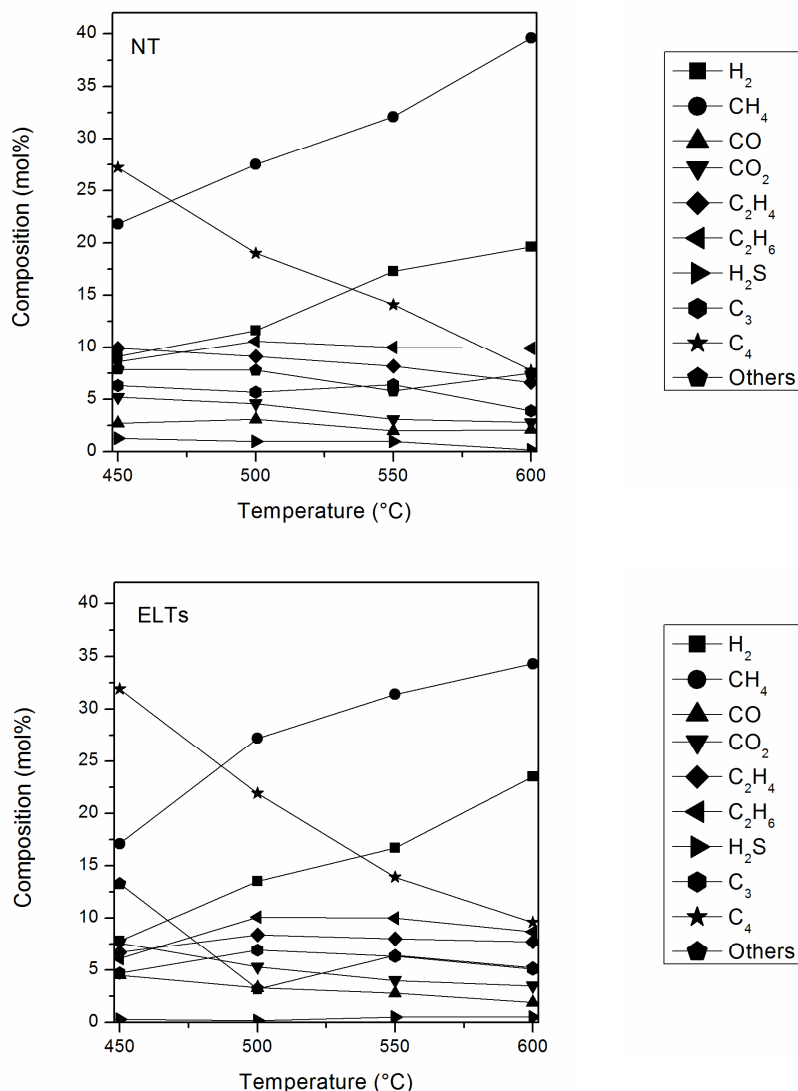 NT
40
35
30
25
20
15
10
5
0
Composition (mol%)
450 500 550 600
Temperature (°C)
H₂
CH₄
CO
CO₂
C₂H₄
C₂H₆
H₂S
C₃
C₄
Others
ELTs
40
35
30
25
20
15
10
5
0
Composition (mol%)
450 500 550 600
Temperature (°C)
H₂
CH₄
CO
CO₂
C₂H₄
C₂H₆
H₂S
C₃
C₄
Others